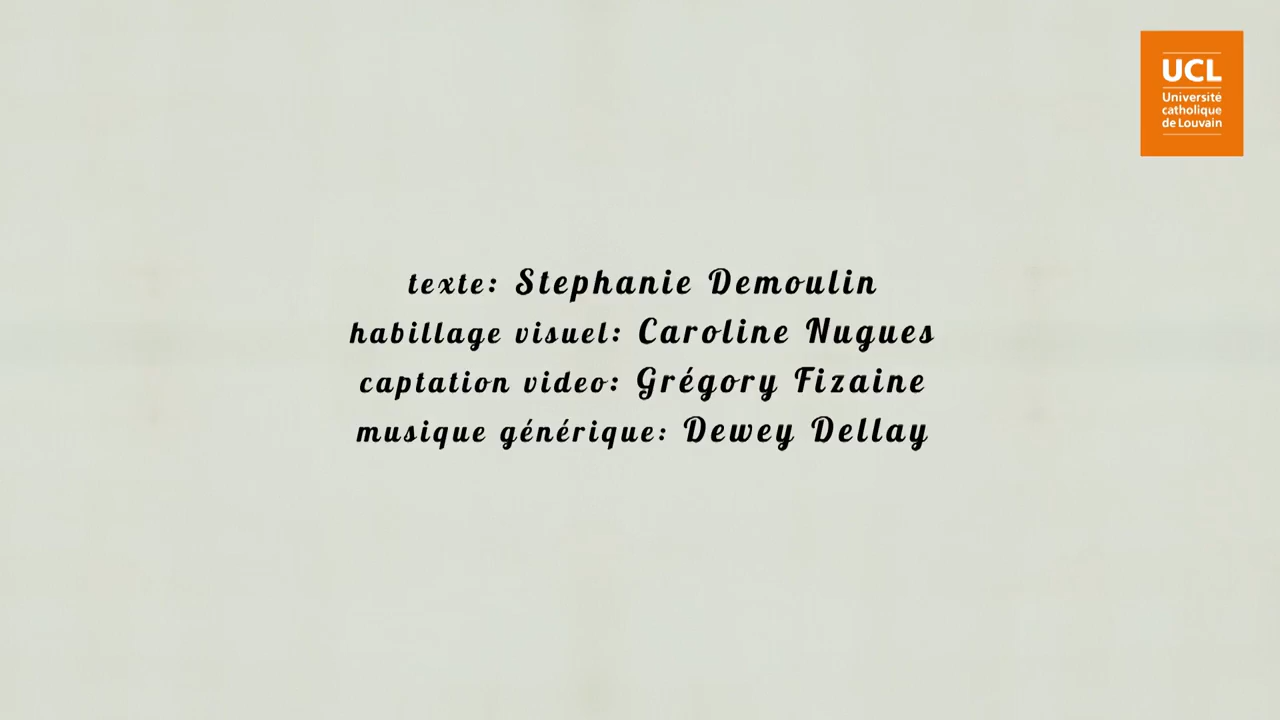 UCL
Université
catholique
de Louvain
texte: Stephanie Demoulin
habillage visuel: Caroline Nugues
captation video: Grégory Fizaine
musique générique: Dewey Dellay